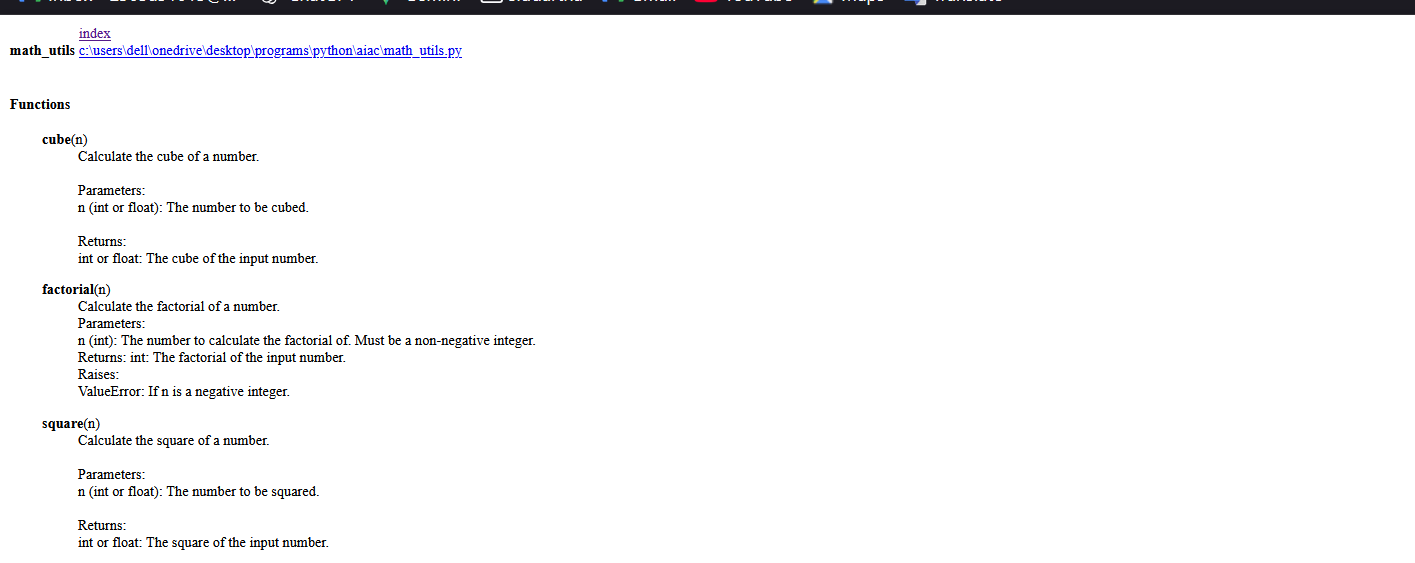 index
math_utils c:\users\dell\onedrive\desktop\programs\python\aiac\math_utils.py
Functions
cube(n)
Calculate the cube of a number.
Parameters:
n (int or float): The number to be cubed.
Returns:
int or float: The cube of the input number.
factorial(n)
Calculate the factorial of a number.
Parameters:
n (int): The number to calculate the factorial of. Must be a non-negative integer.
Returns: int: The factorial of the input number.
Raises:
ValueError: If n is a negative integer.
square(n)
Calculate the square of a number.
Parameters:
n (int or float): The number to be squared.
Returns:
int or float: The square of the input number.